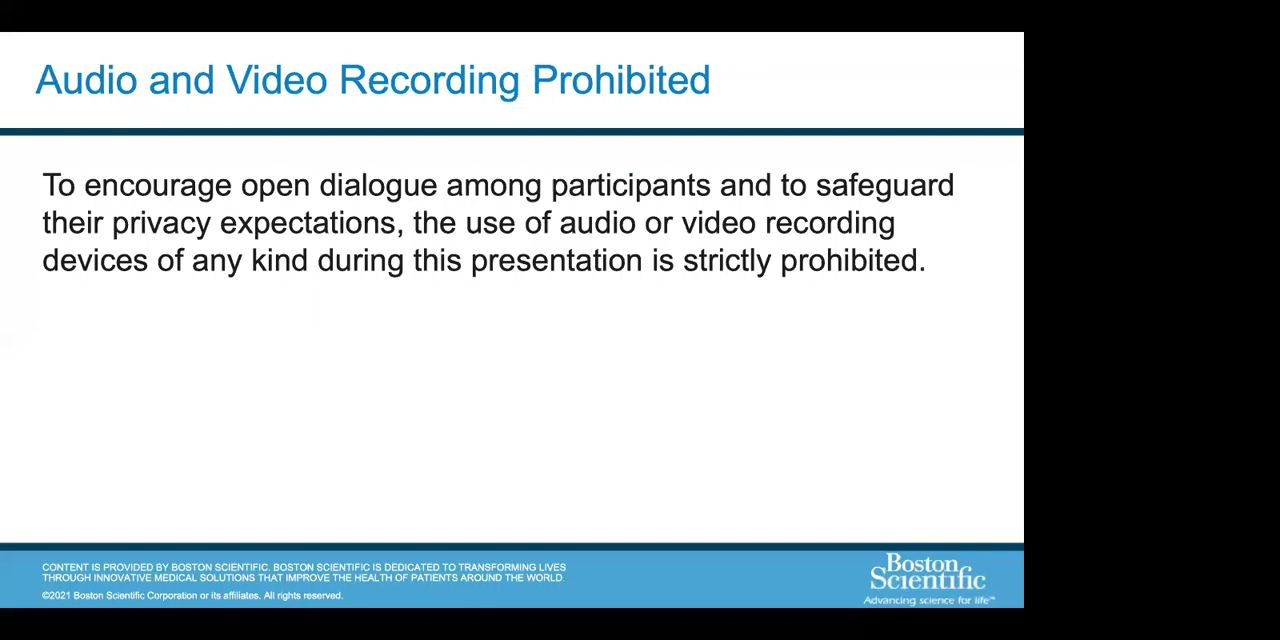 Audio and Video Recording Prohibited
To encourage open dialogue among participants and to safeguard
their privacy expectations, the use of audio or video recording
devices of any kind during this presentation is strictly prohibited.
CONTENT IS PROVIDED BY BOSTON SCIENTIFIC. BOSTON SCIENTIFIC IS DEDICATED TO TRANSFORMING LIVES
THROUGH INNOVATIVE MEDICAL SOLUTIONS THAT IMPROVE THE HEALTH OF PATIENTS AROUND THE WORLD.
©2021 Boston Scientific Corporation or its affiliates. All rights reserved.
Boston
Scientific
Advancing science for life™